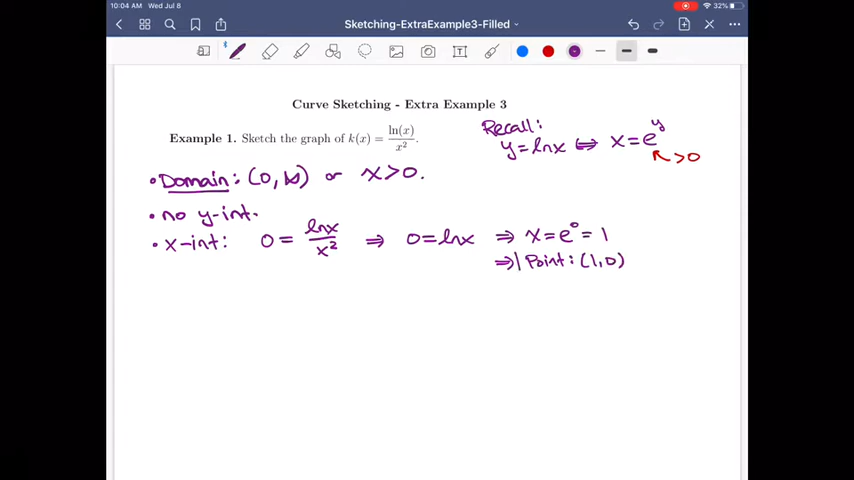 10:04 AM Wed Jul 8
32%
Sketching-ExtraExample3-Filled
Curve Sketching - Extra Example 3
Example 1. Sketch the graph of k(x) = ln(x)/x².
Recall:
y=lnx ⇔ x=e^y
>0
• Domain: (0,∞) or x>0.
• no y-int.
• x-int: 0 = lnx/x² ⇒ 0=lnx ⇒ x=e⁰=1
⇒ Point: (1,0)